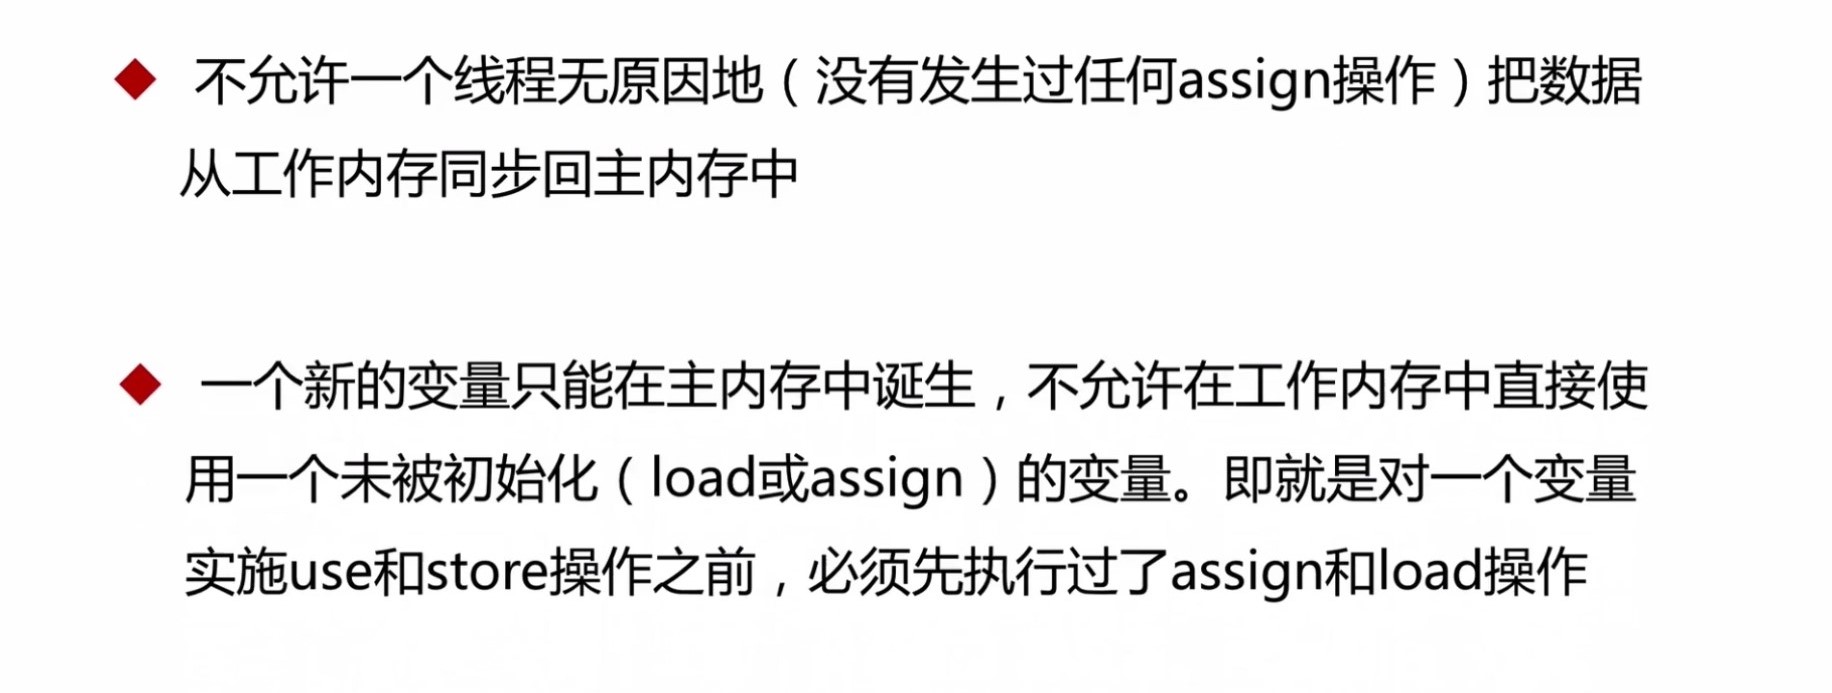 不允许一个线程无原因地（没有发生过任何assign操作）把数据
从工作内存同步回主内存中
一个新的变量只能在主内存中诞生，不允许在工作内存中直接使
用一个未被初始化（load或assign）的变量。即就是对一个变量
实施use和store操作之前，必须先执行过了assign和load操作